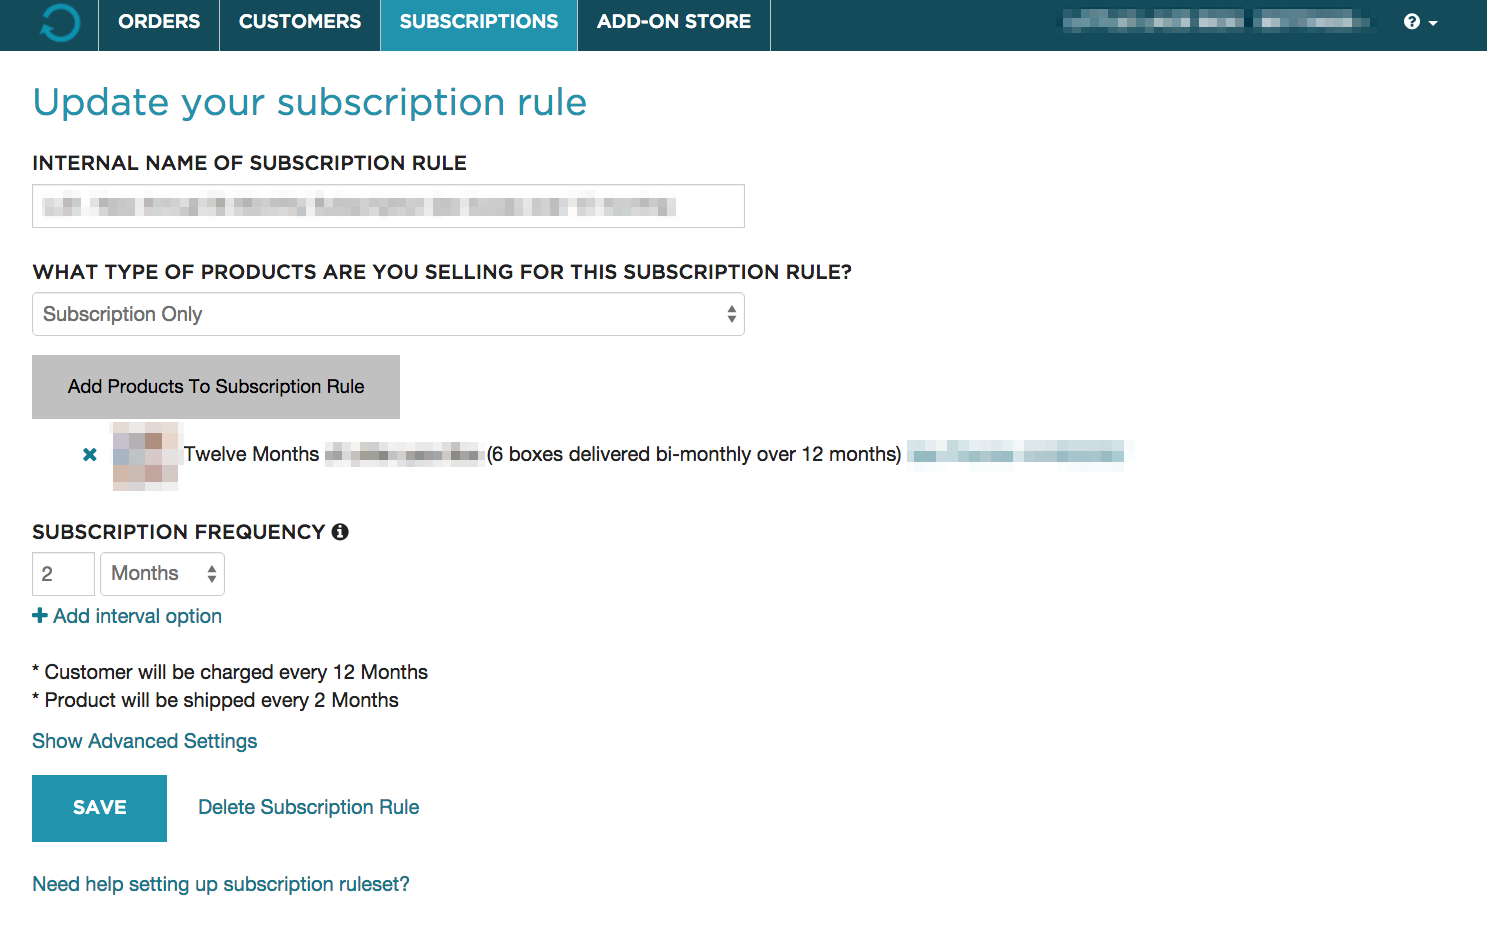 ORDERS CUSTOMERS SUBSCRIPTIONS ADD-ON STORE
Update your subscription rule
INTERNAL NAME OF SUBSCRIPTION RULE
WHAT TYPE OF PRODUCTS ARE YOU SELLING FOR THIS SUBSCRIPTION RULE?
Subscription Only
Add Products To Subscription Rule
Twelve Months (6 boxes delivered bi-monthly over 12 months)
SUBSCRIPTION FREQUENCY
2 Months
Add interval option
* Customer will be charged every 12 Months
* Product will be shipped every 2 Months
Show Advanced Settings
SAVE Delete Subscription Rule
Need help setting up subscription ruleset?